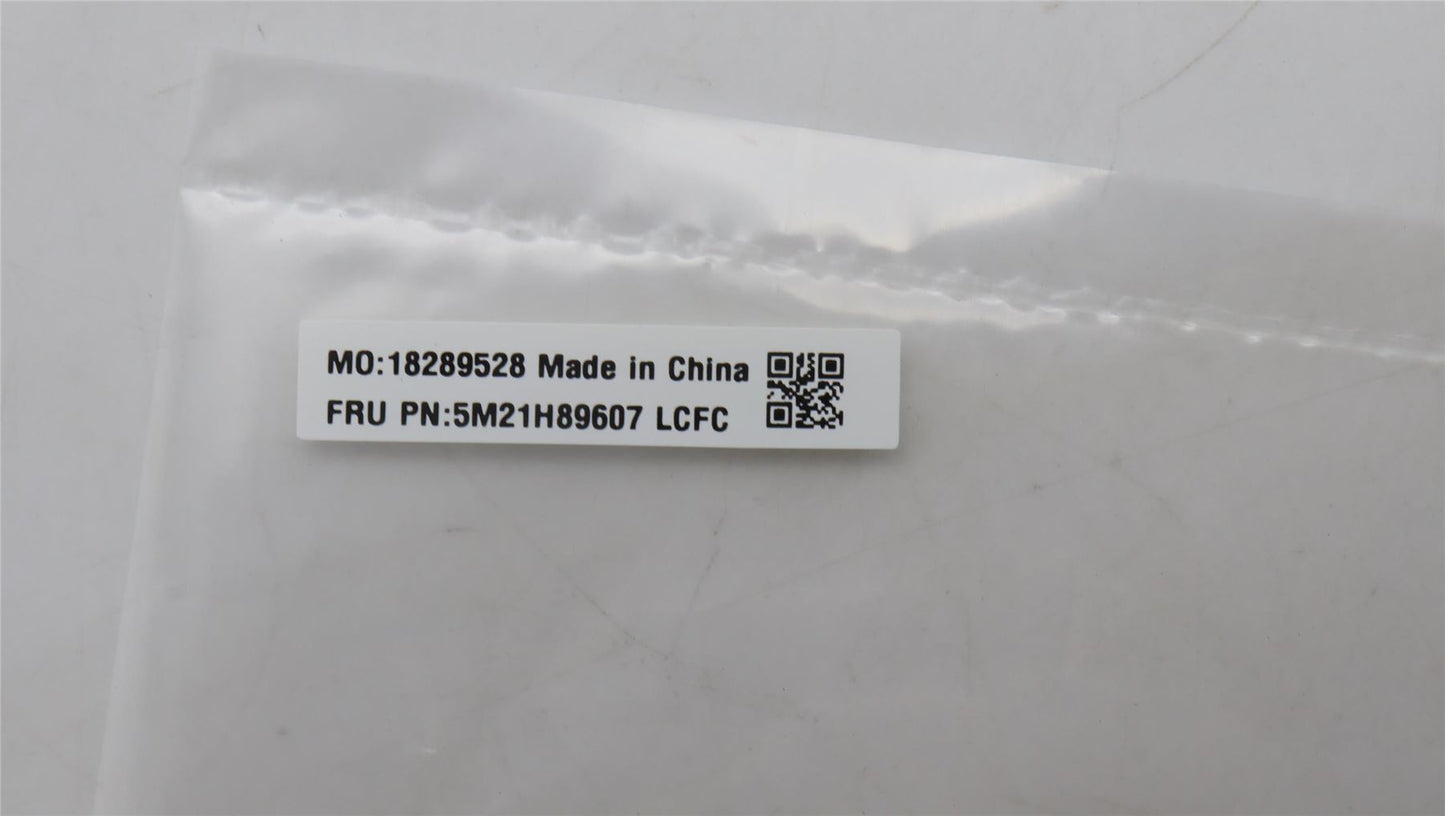 MO:18289528 Made in China
FRU PN:5M21H89607 LCFC